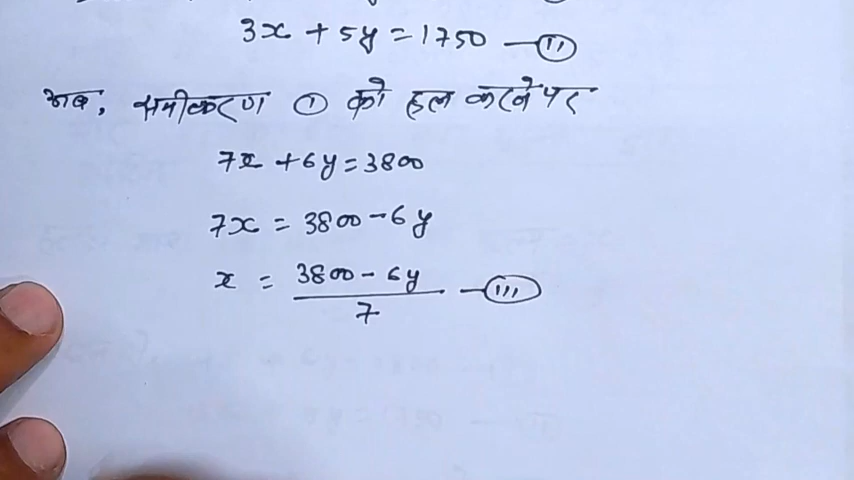 3x + 5y = 1750 — (ii)
अब, समीकरण (i) को हल करने पर
7x + 6y = 3800
7x = 3800 - 6y
x = \frac{3800 - 6y}{7} — (iii)